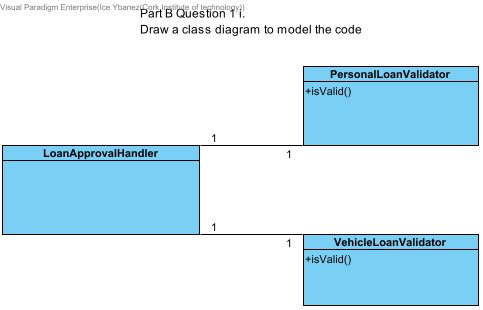 Visual Paradigm Enterprise(Ice Ybanez(Cork Institute of technology))
Part B Question 1 i.
Draw a class diagram to model the code
PersonalLoanValidator
+isValid()
1
1
LoanApprovalHandler
1
1
VehicleLoanValidator
+isValid()